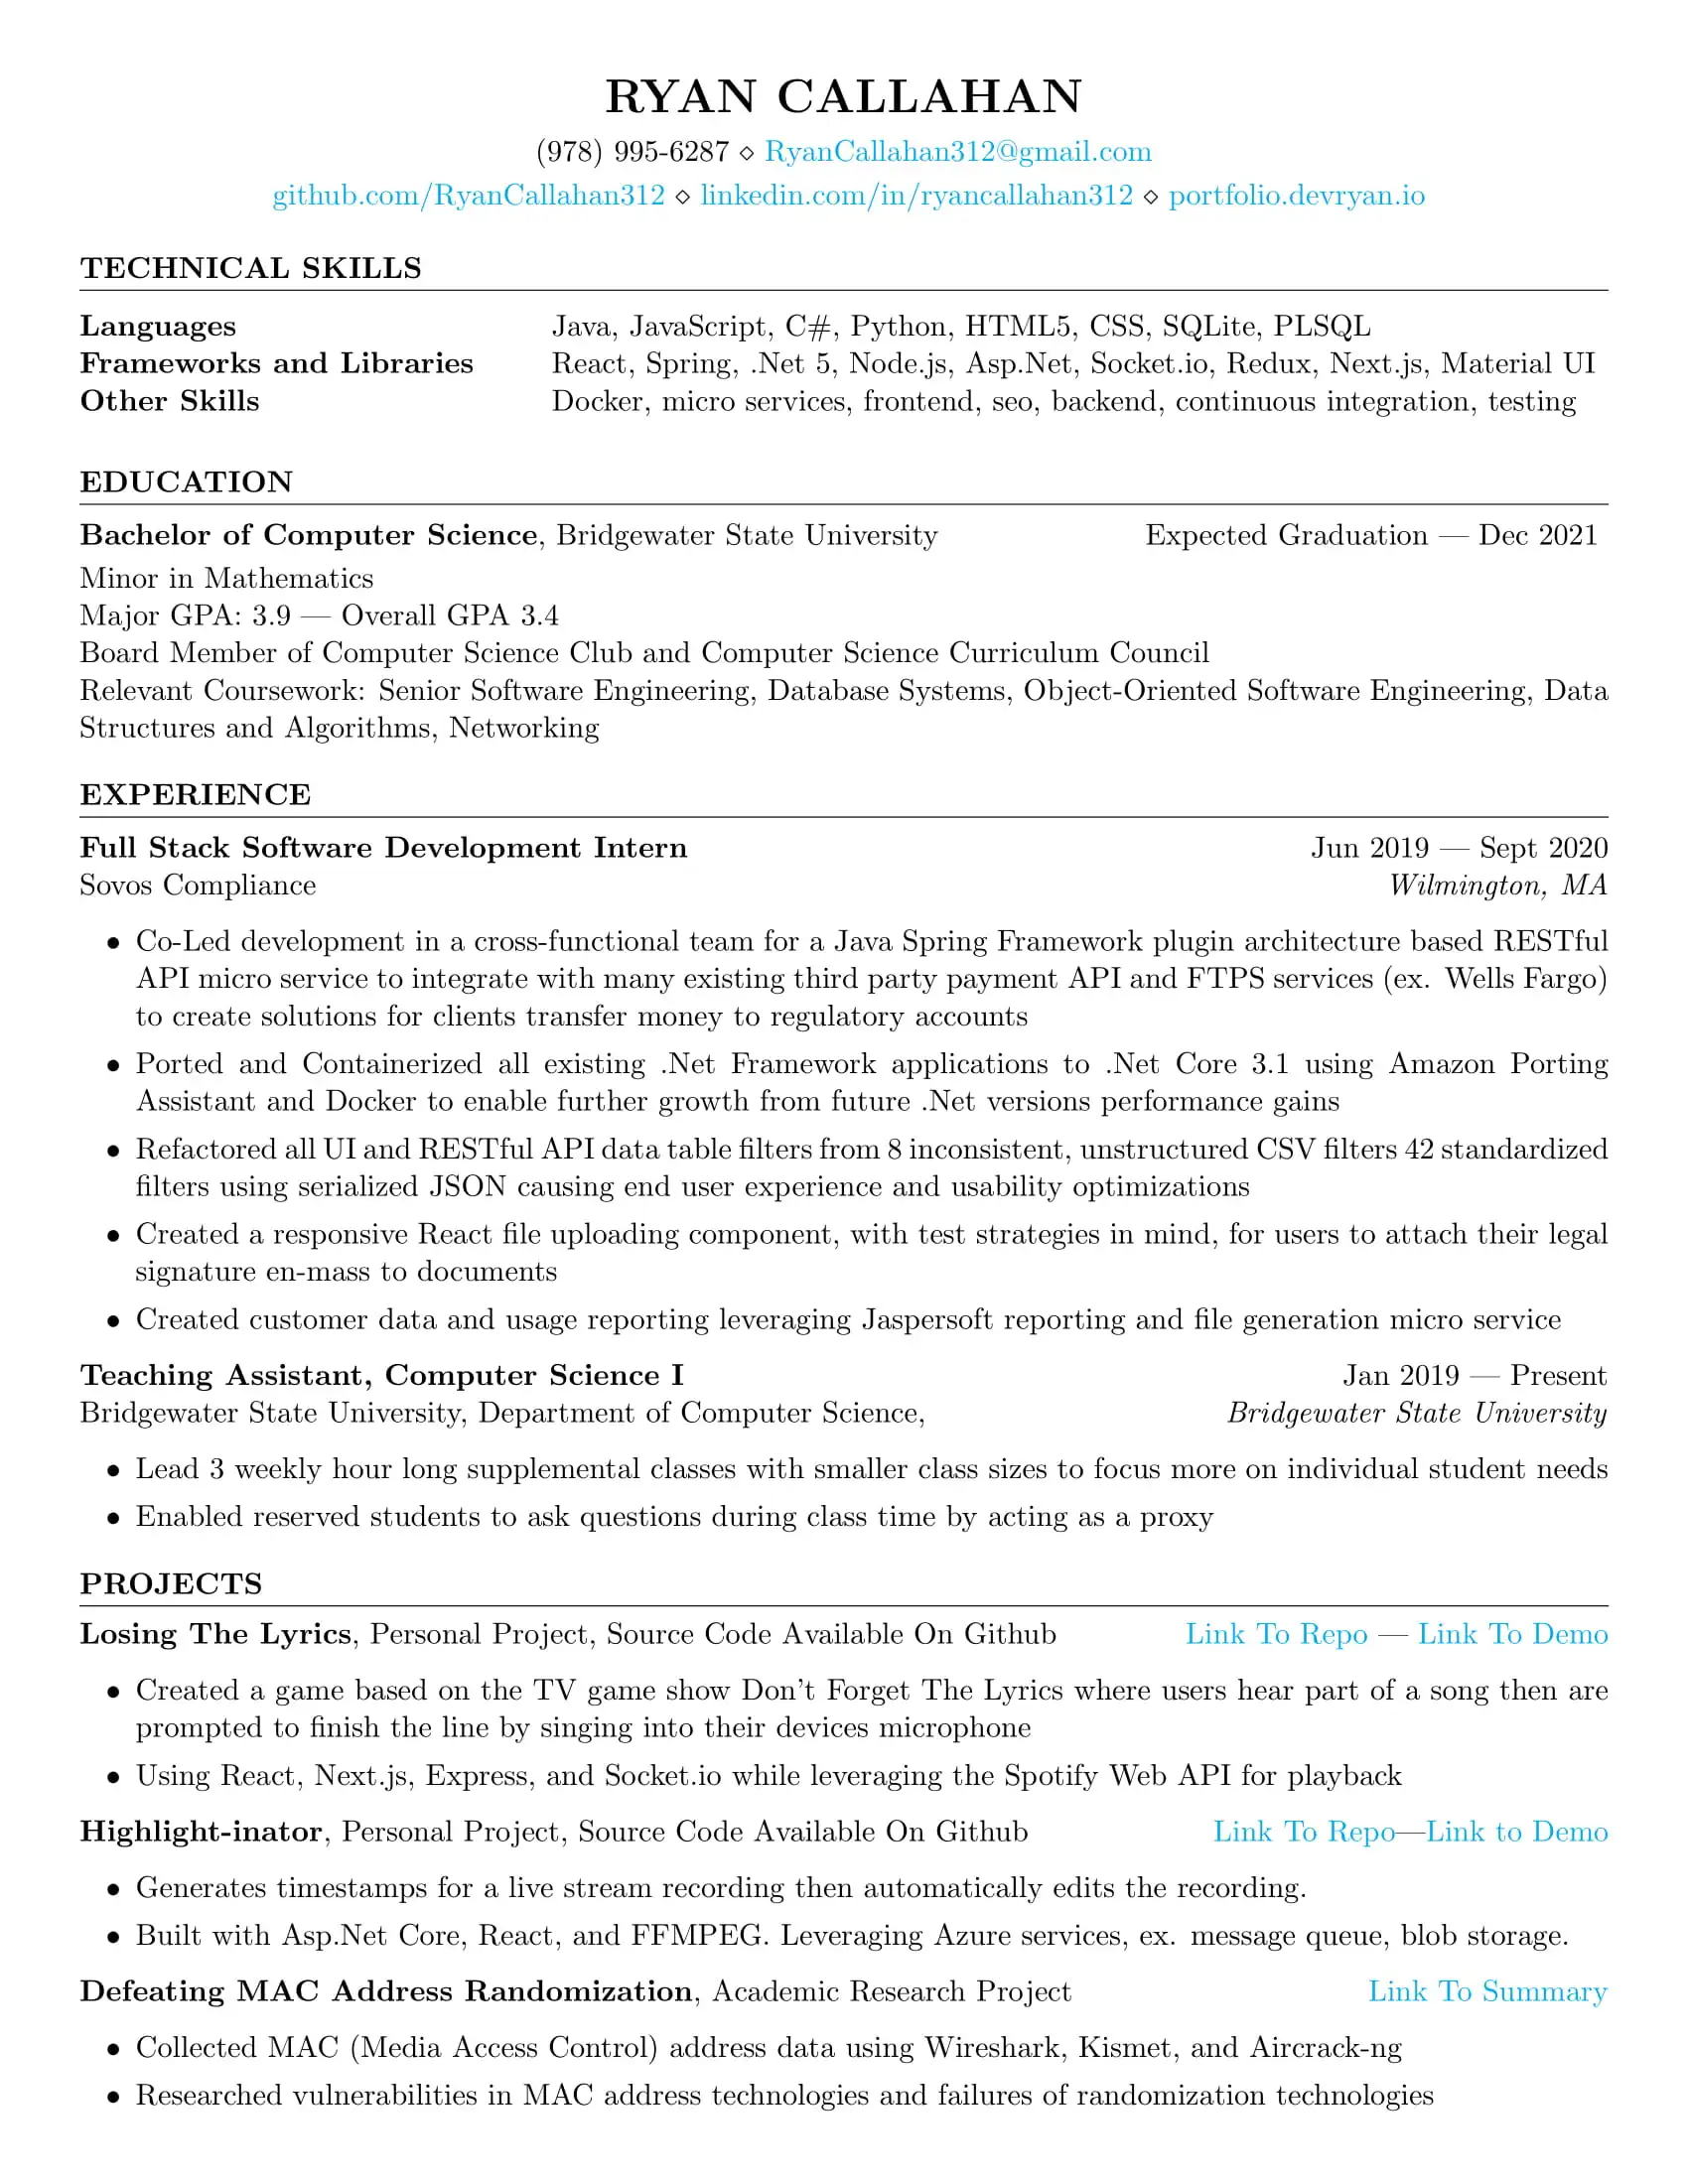 RYAN CALLAHAN
(978) 995-6287 ⋄ RyanCallahan312@gmail.com
github.com/RyanCallahan312 ⋄ linkedin.com/in/ryancallahan312 ⋄ portfolio.devryan.io
TECHNICAL SKILLS
Languages Java, JavaScript, C#, Python, HTML5, CSS, SQLite, PLSQL
Frameworks and Libraries React, Spring, .Net 5, Node.js, Asp.Net, Socket.io, Redux, Next.js, Material UI
Other Skills Docker, micro services, frontend, seo, backend, continuous integration, testing
EDUCATION
Bachelor of Computer Science, Bridgewater State University Expected Graduation — Dec 2021
Minor in Mathematics
Major GPA: 3.9 — Overall GPA 3.4
Board Member of Computer Science Club and Computer Science Curriculum Council
Relevant Coursework: Senior Software Engineering, Database Systems, Object-Oriented Software Engineering, Data
Structures and Algorithms, Networking
EXPERIENCE
Full Stack Software Development Intern Jun 2019 — Sept 2020
Sovos Compliance Wilmington, MA
• Co-Led development in a cross-functional team for a Java Spring Framework plugin architecture based RESTful
API micro service to integrate with many existing third party payment API and FTPS services (ex. Wells Fargo)
to create solutions for clients transfer money to regulatory accounts
• Ported and Containerized all existing .Net Framework applications to .Net Core 3.1 using Amazon Porting
Assistant and Docker to enable further growth from future .Net versions performance gains
• Refactored all UI and RESTful API data table filters from 8 inconsistent, unstructured CSV filters 42 standardized
filters using serialized JSON causing end user experience and usability optimizations
• Created a responsive React file uploading component, with test strategies in mind, for users to attach their legal
signature en-mass to documents
• Created customer data and usage reporting leveraging Jaspersoft reporting and file generation micro service
Teaching Assistant, Computer Science I Jan 2019 — Present
Bridgewater State University, Department of Computer Science, Bridgewater State University
• Lead 3 weekly hour long supplemental classes with smaller class sizes to focus more on individual student needs
• Enabled reserved students to ask questions during class time by acting as a proxy
PROJECTS
Losing The Lyrics, Personal Project, Source Code Available On Github Link To Repo — Link To Demo
• Created a game based on the TV game show Don't Forget The Lyrics where users hear part of a song then are
prompted to finish the line by singing into their devices microphone
• Using React, Next.js, Express, and Socket.io while leveraging the Spotify Web API for playback
Highlight-inator, Personal Project, Source Code Available On Github Link To Repo—Link to Demo
• Generates timestamps for a live stream recording then automatically edits the recording.
• Built with Asp.Net Core, React, and FFMPEG. Leveraging Azure services, ex. message queue, blob storage.
Defeating MAC Address Randomization, Academic Research Project Link To Summary
• Collected MAC (Media Access Control) address data using Wireshark, Kismet, and Aircrack-ng
• Researched vulnerabilities in MAC address technologies and failures of randomization technologies